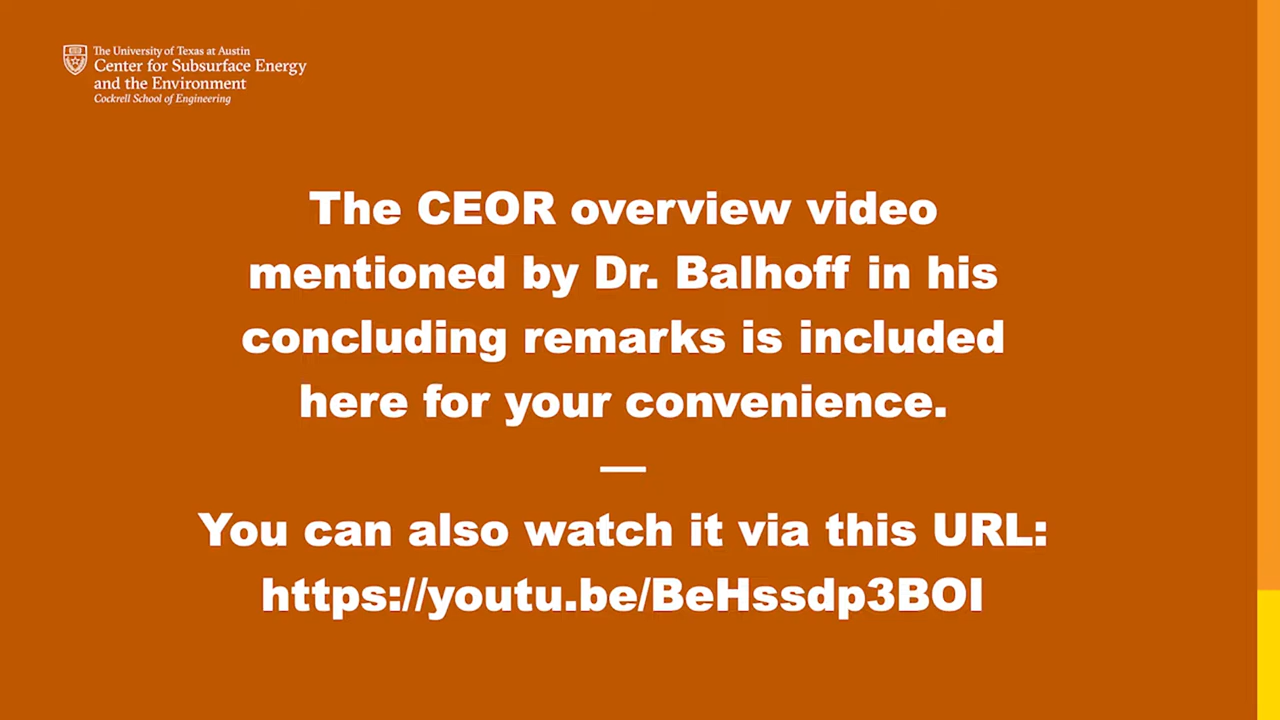 The University of Texas at Austin
Center for Subsurface Energy
and the Environment
Cockrell School of Engineering
The CEOR overview video
mentioned by Dr. Balhoff in his
concluding remarks is included
here for your convenience.
—
You can also watch it via this URL:
https://youtu.be/BeHssdp3BOI